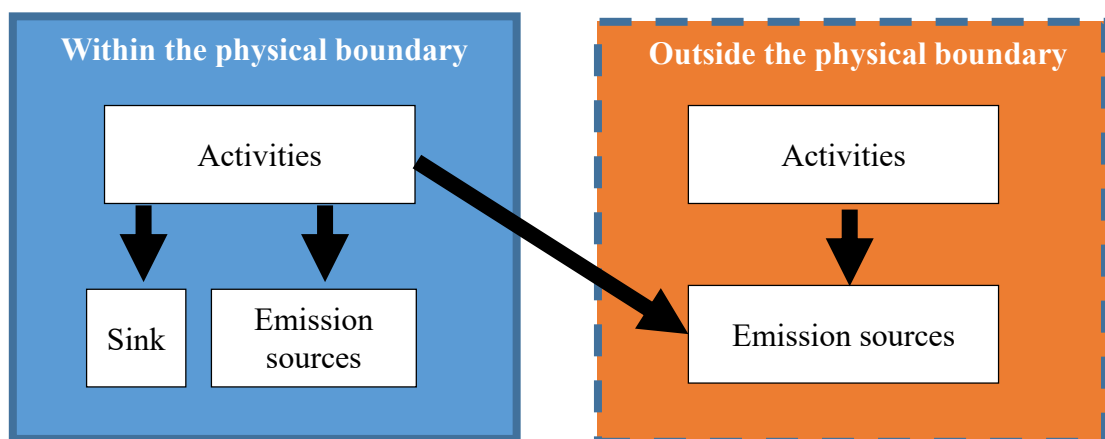 Within the physical boundary
Activities
Sink
Emission
sources
Outside the physical boundary
Activities
Emission sources